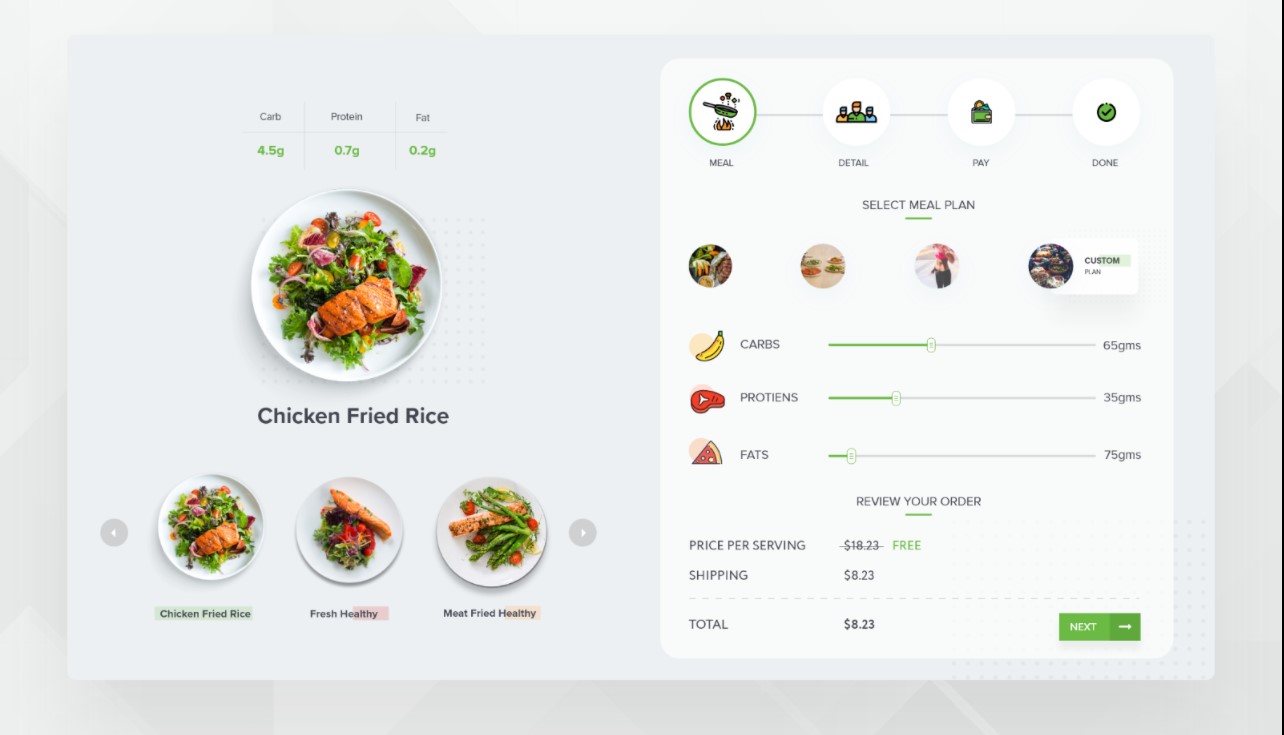 Carb Protein Fat
4.5g 0.7g 0.2g
Chicken Fried Rice
Chicken Fried Rice Fresh Healthy Meat Fried Healthy
MEAL DETAIL PAY DONE
SELECT MEAL PLAN
CUSTOM
PLAN
CARBS 65gms
PROTIENS 35gms
FATS 75gms
REVIEW YOUR ORDER
PRICE PER SERVING $18.23 FREE
SHIPPING $8.23
TOTAL $8.23
NEXT